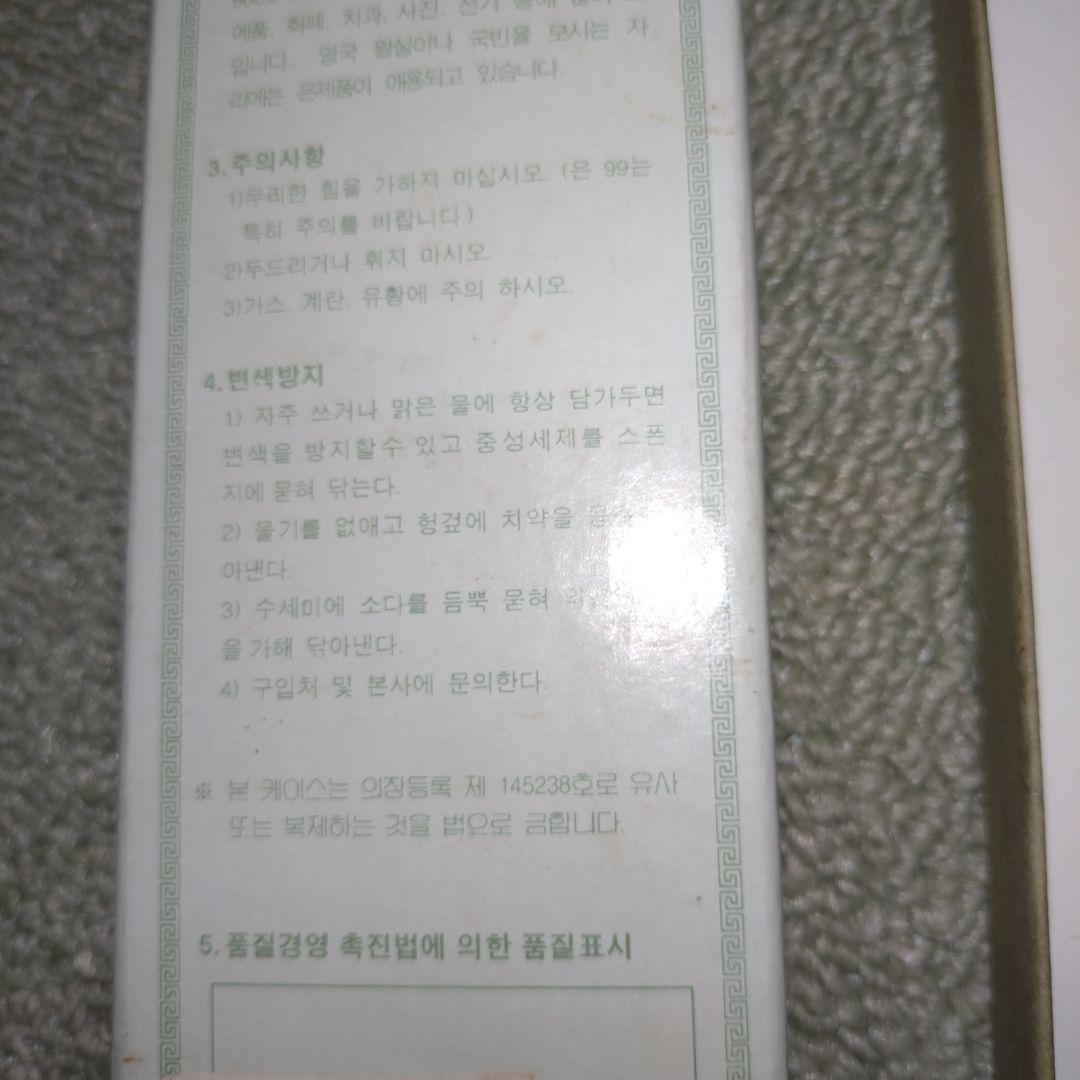 예품, 화폐, 치과, 사진, 전기 등에
입니다. 영국 왕실이나 국빈을 모시는 자
리에는 은제품이 애용되고 있습니다.
3. 주의사항
1)무리한 힘을 가하지 마십시오. (은 99는
특히 주의를 바랍니다.)
2)두드리거나 휘지 마시오.
3)가스. 계란. 유황에 주의 하시오.
4. 변색방지
1) 자주 쓰거나 맑은 물에 항상 담가두면
변색을 방지할수 있고 중성세제를 스폰
지에 묻혀 닦는다.
2) 물기를 없애고 헝겊에 치약을
아낸다.
3) 수세미에 소다를 듬뿍 묻혀
을 가해 닦아낸다.
4) 구입처 및 본사에 문의한다.
※ 본 케이스는 의장등록 제 145238호로 유사
또는 복제하는 것을 법으로 금합니다.
5. 품질경영 촉진법에 의한 품질표시